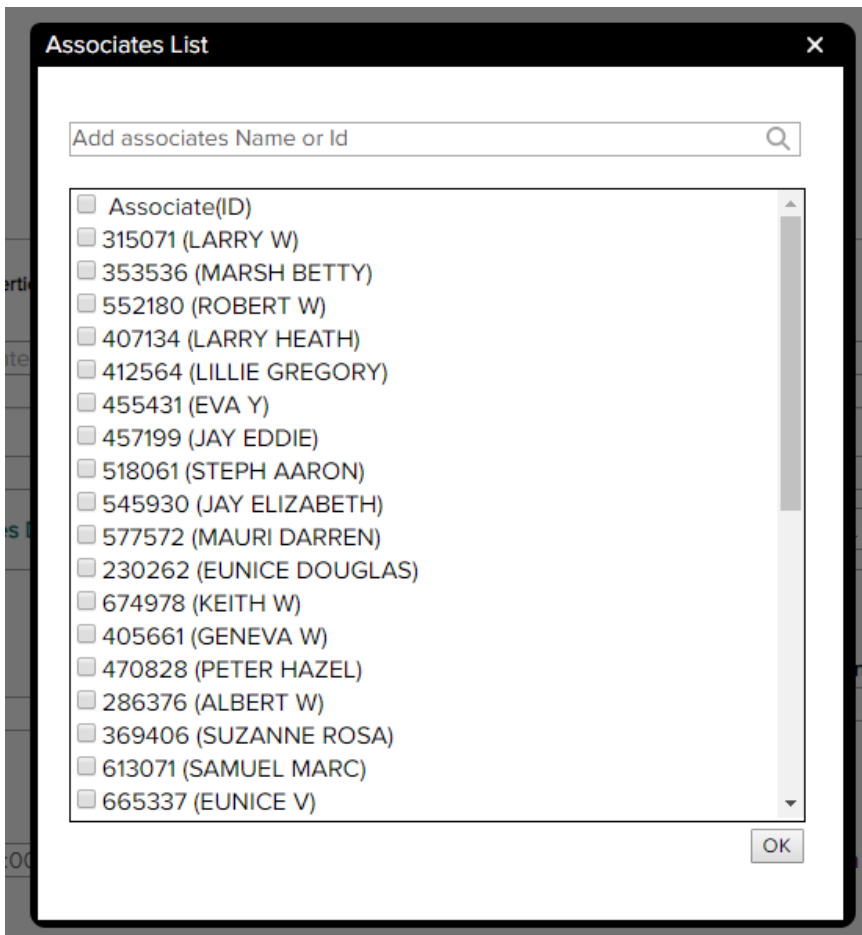 Associates List
Add associates Name or Id
Associate(ID)
315071 (LARRY W)
353536 (MARSH BETTY)
552180 (ROBERT W)
407134 (LARRY HEATH)
412564 (LILLIE GREGORY)
455431 (EVA Y)
457199 (JAY EDDIE)
518061 (STEPH AARON)
545930 (JAY ELIZABETH)
577572 (MAURI DARREN)
230262 (EUNICE DOUGLAS)
674978 (KEITH W)
405661 (GENEVA W)
470828 (PETER HAZEL)
286376 (ALBERT W)
369406 (SUZANNE ROSA)
613071 (SAMUEL MARC)
665337 (EUNICE V)
OK